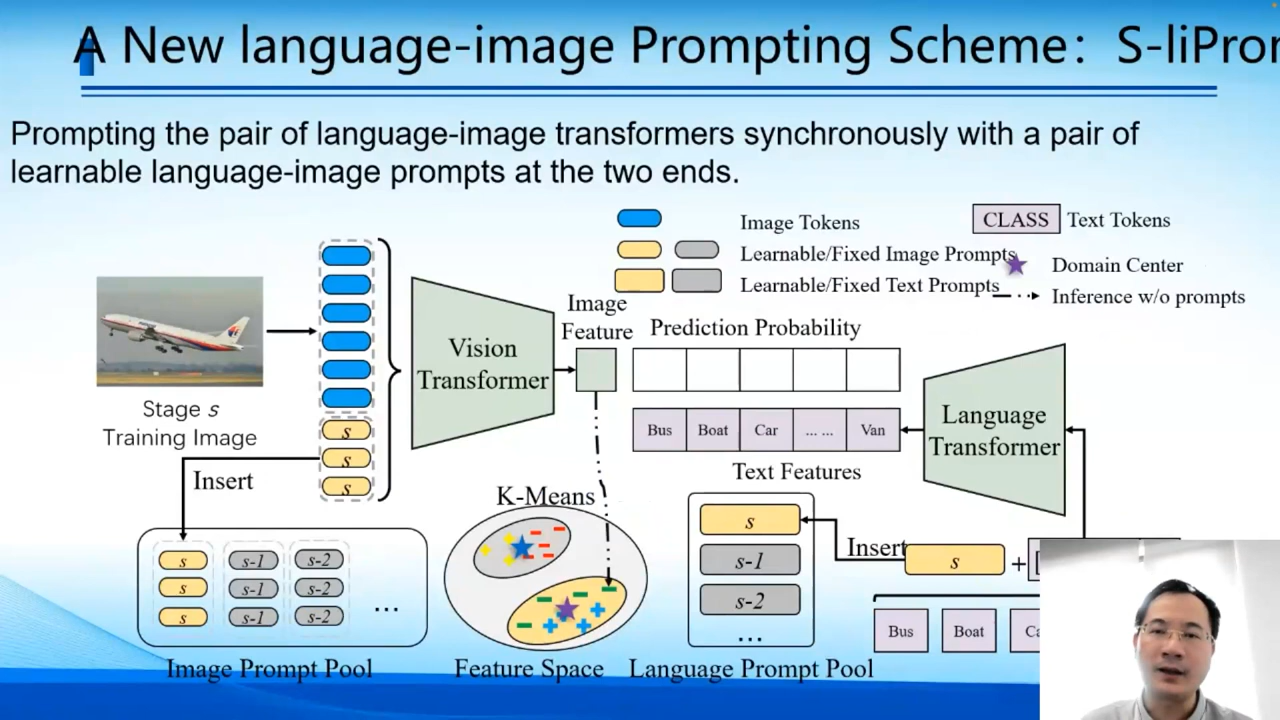 A New language-image Prompting Scheme：S-liPro
Prompting the pair of language-image transformers synchronously with a pair of
learnable language-image prompts at the two ends.
Image Tokens
CLASS Text Tokens
Learnable/Fixed Image Prompts
Domain Center
Learnable/Fixed Text Prompts
Inference w/o prompts
Stage s
Training Image
s
s
s
Vision
Transformer
Image
Feature
Prediction Probability
Bus Boat Car ... ... Van
Text Features
Language
Transformer
Insert
s s-1 s-2
s s-1 s-2
s s-1 s-2
...
Image Prompt Pool
K-Means
Feature Space
s
s-1
s-2
...
Language Prompt Pool
Insert
s + [
Bus Boat